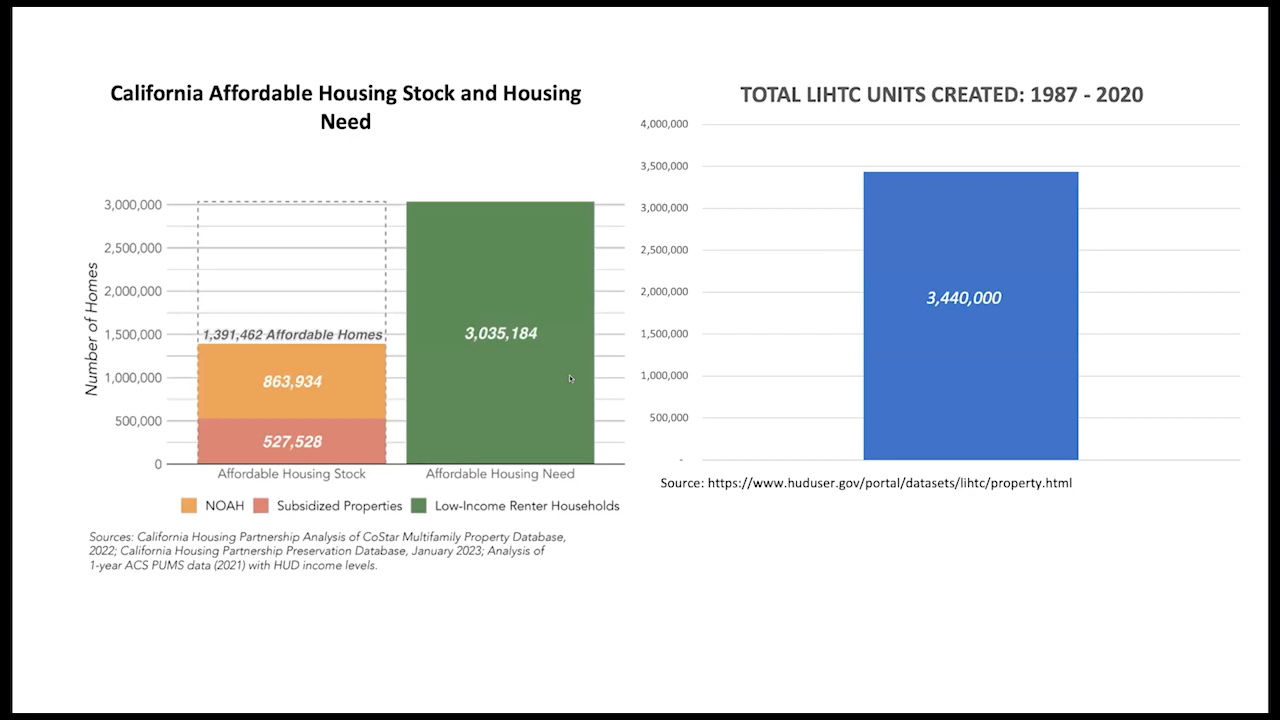 California Affordable Housing Stock and Housing
Need
3,000,000
2,500,000
2,000,000
1,500,000
1,000,000
500,000
0
Number of Homes
1,391,462 Affordable Homes
863,934
527,528
3,035,184
Affordable Housing Stock
Affordable Housing Need
NOAH
Subsidized Properties
Low-Income Renter Households
Sources: California Housing Partnership Analysis of CoStar Multifamily Property Database,
2022; California Housing Partnership Preservation Database, January 2023; Analysis of
1-year ACS PUMS data (2021) with HUD income levels.
TOTAL LIHTC UNITS CREATED: 1987 - 2020
4,000,000
3,500,000
3,000,000
2,500,000
2,000,000
1,500,000
1,000,000
500,000
-
3,440,000
Source: https://www.huduser.gov/portal/datasets/lihtc/property.html